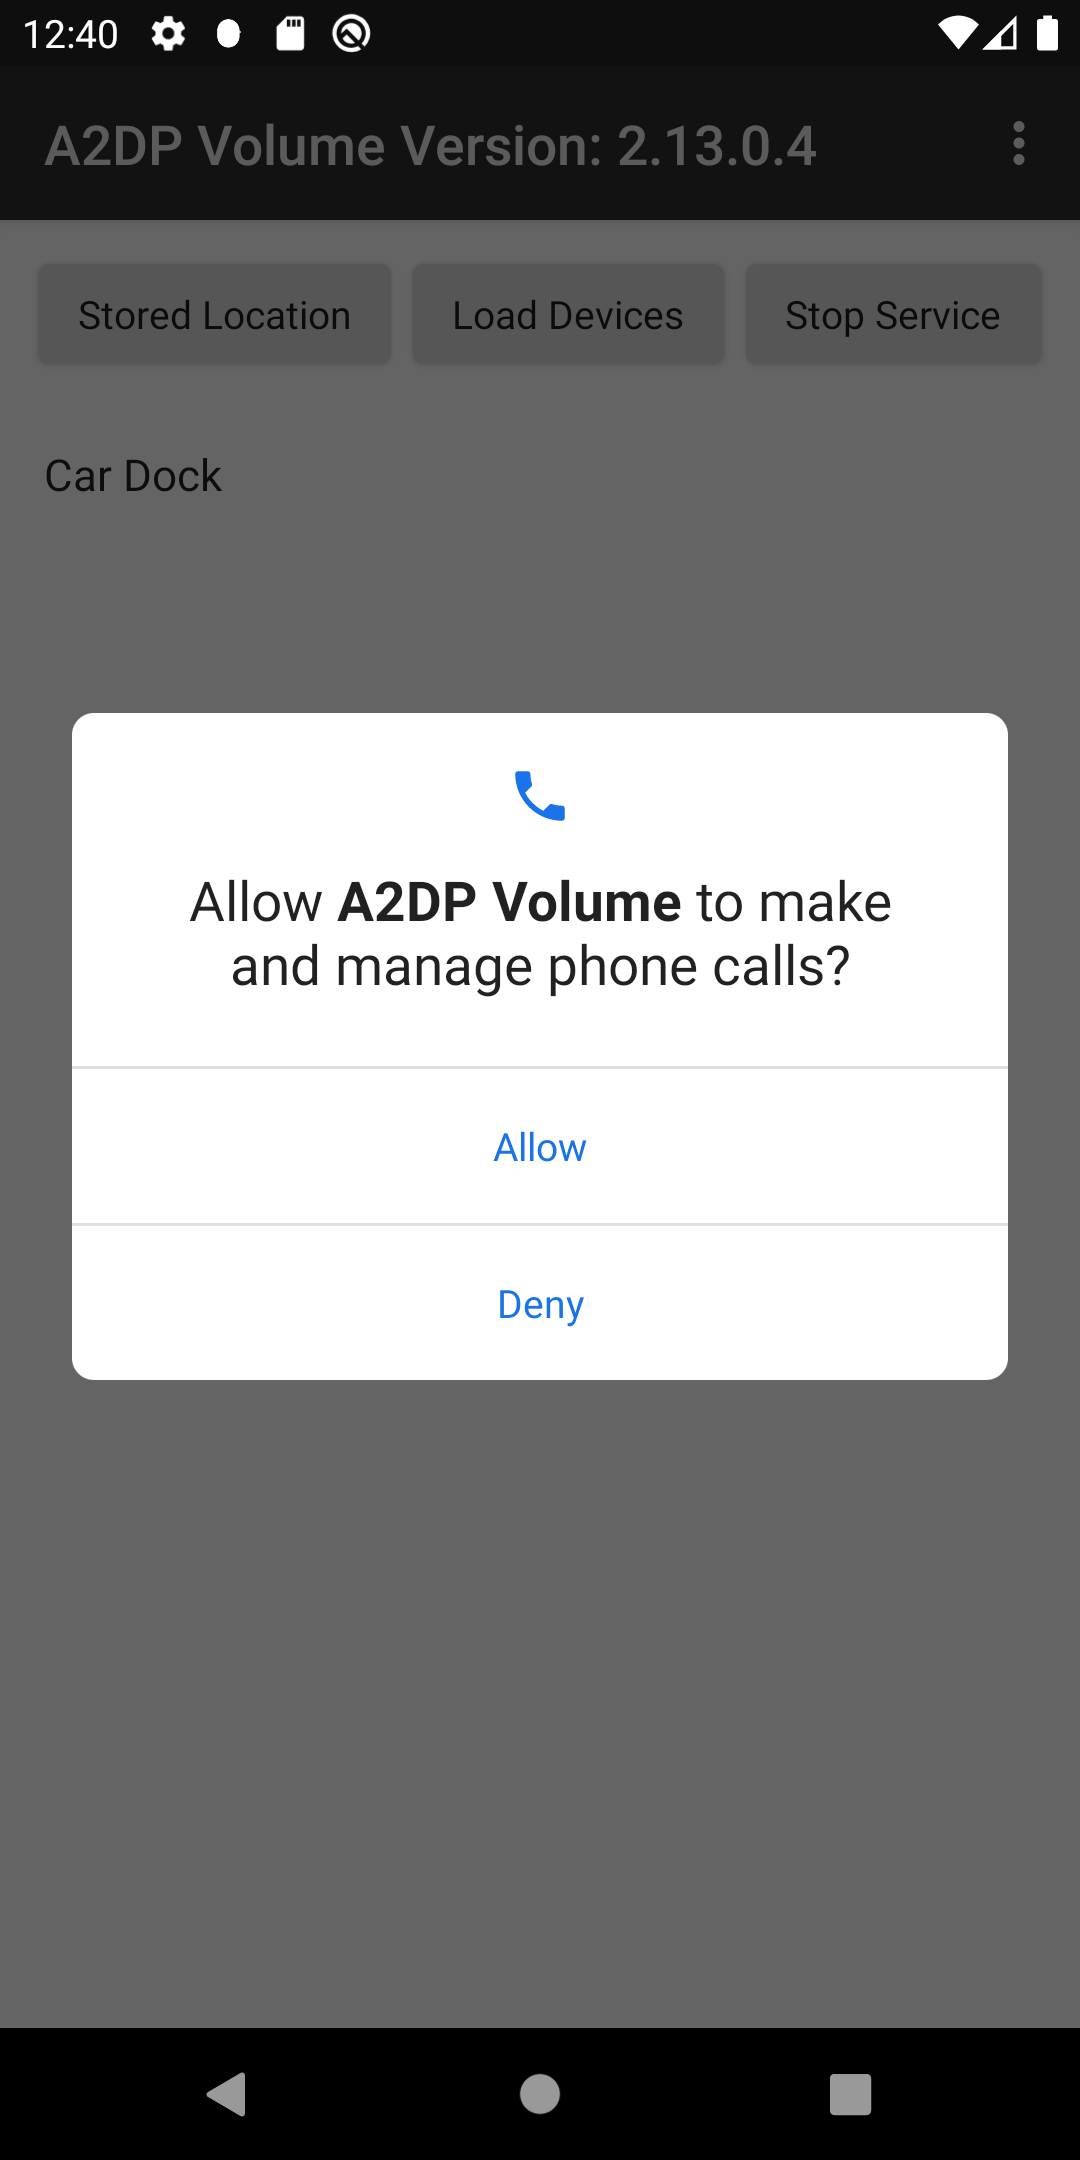 12:40
A2DP Volume Version: 2.13.0.4
Stored Location
Load Devices
Stop Service
Car Dock
Allow A2DP Volume to make
and manage phone calls?
Allow
Deny